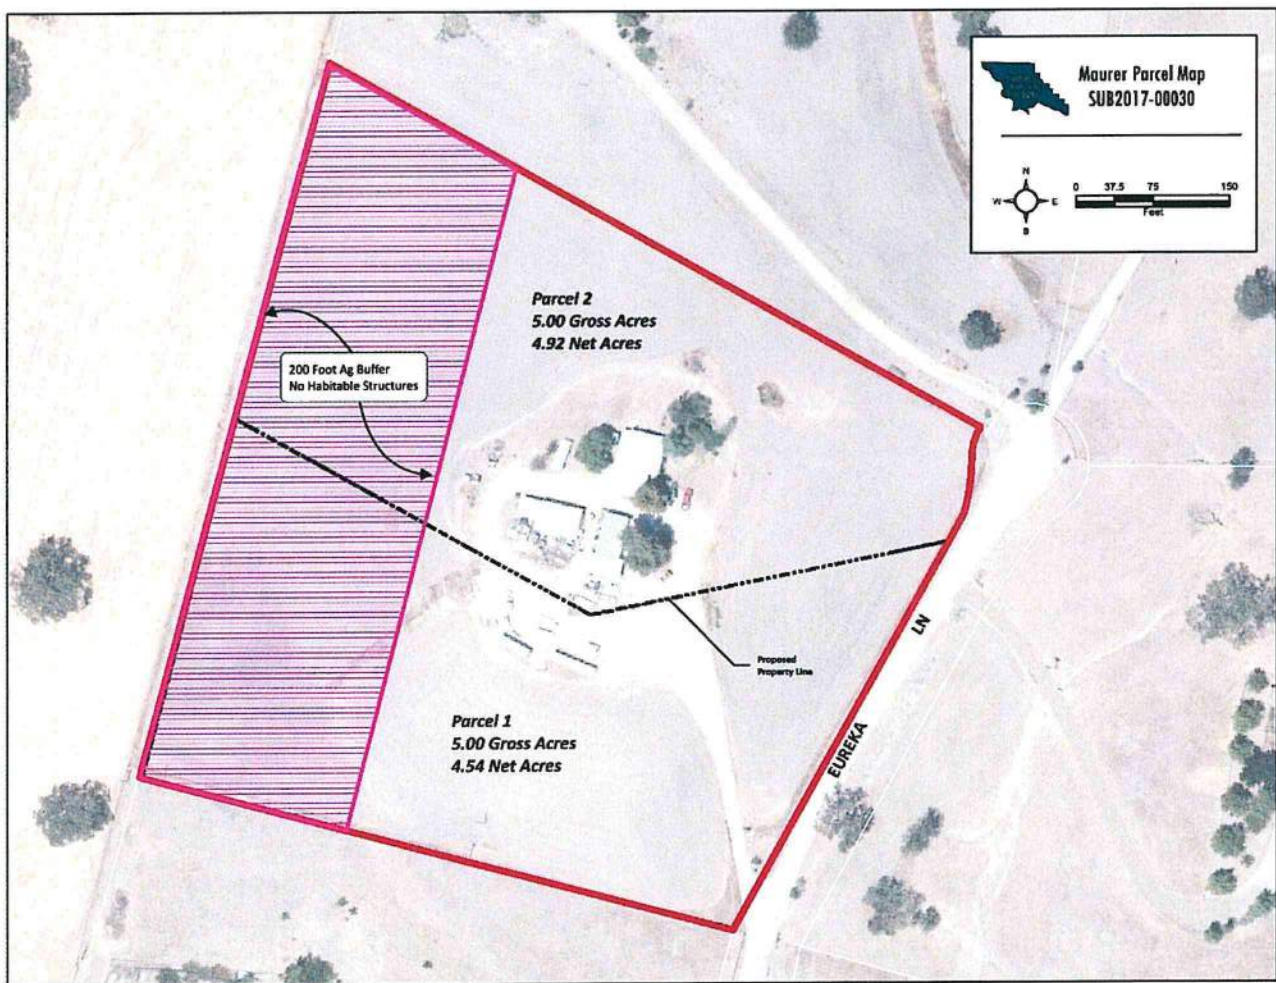 Maurer Parcel Map
SUB2017-00030
N
W
E
S
0 37.5 75 150
Feet
Parcel 2
5.00 Gross Acres
4.92 Net Acres
200 Foot Ag Buffer
No Habitable Structures
Proposed
Property Line
Parcel 1
5.00 Gross Acres
4.54 Net Acres
EUREKA LN